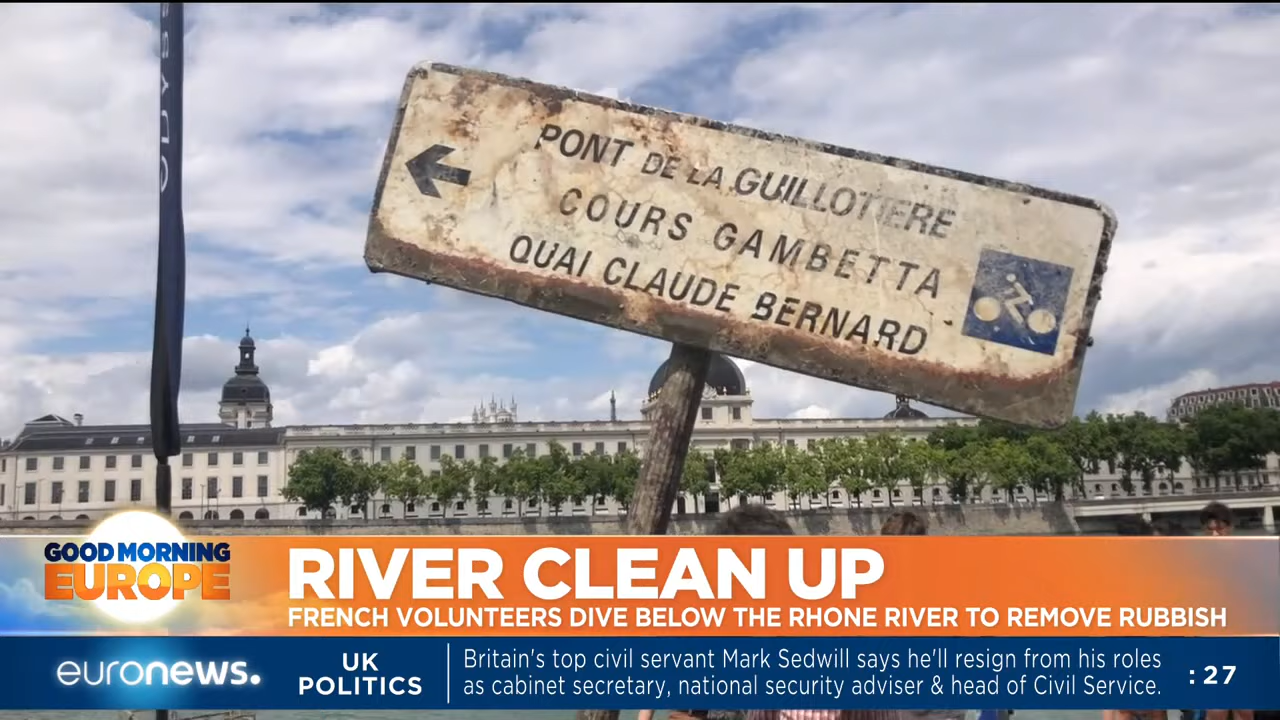 ODYS
PONT DE LA GUILLOTIERE
COURS GAMBETTA
QUAI CLAUDE BERNARD
GOOD MORNING
EUROPE
RIVER CLEAN UP
FRENCH VOLUNTEERS DIVE BELOW THE RHONE RIVER TO REMOVE RUBBISH
euronews.
UK
POLITICS
Britain's top civil servant Mark Sedwill says he'll resign from his roles
as cabinet secretary, national security adviser & head of Civil Service.
:27